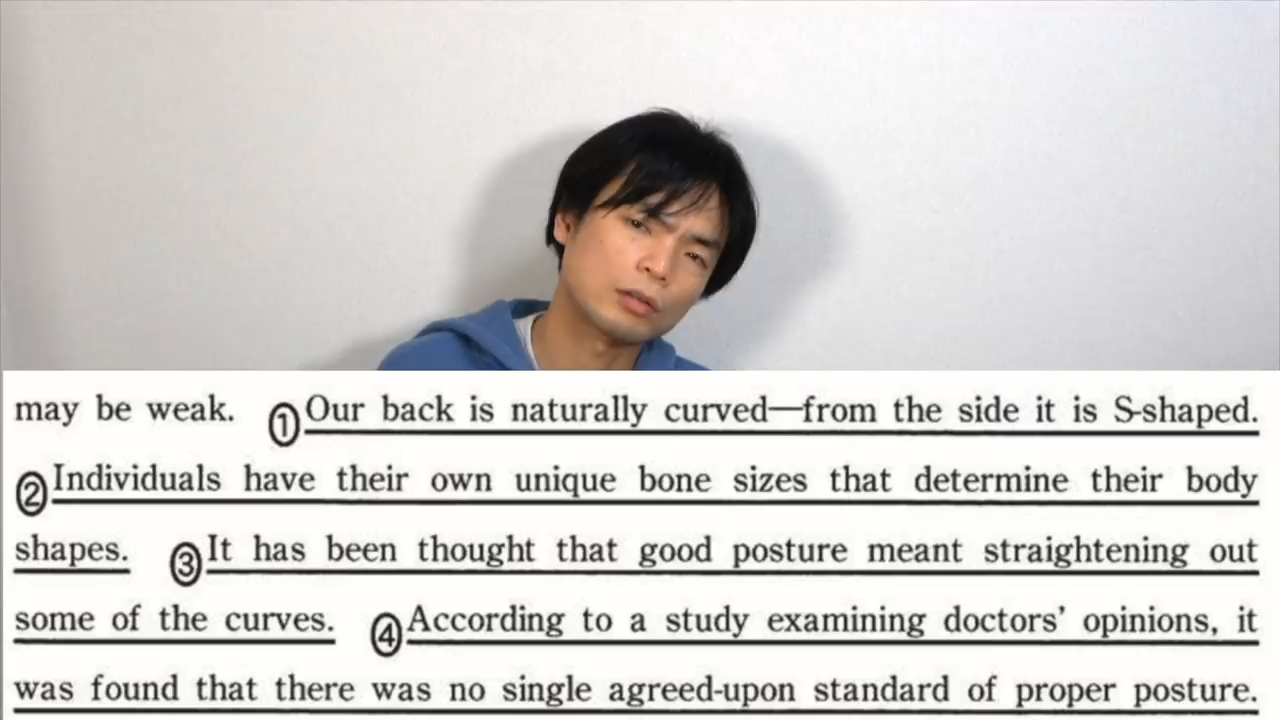 may be weak. ①Our back is naturally curved—from the side it is S-shaped.
②Individuals have their own unique bone sizes that determine their body
shapes. ③It has been thought that good posture meant straightening out
some of the curves. ④According to a study examining doctors' opinions, it
was found that there was no single agreed-upon standard of proper posture.